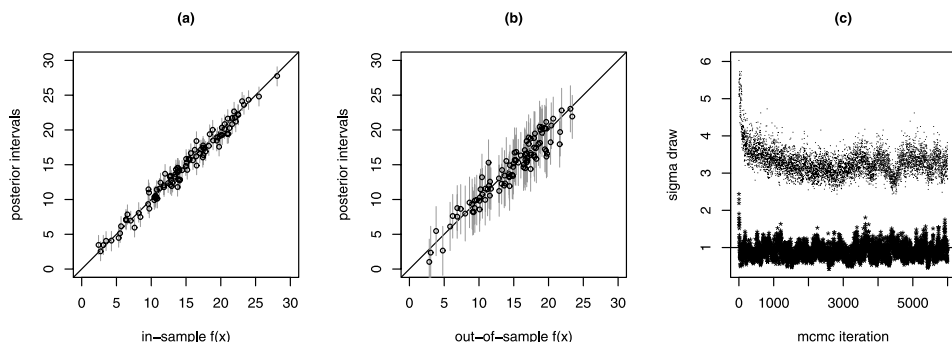 (a)
posterior intervals
30
25
20
15
10
5
0
0 5 10 15 20 25 30
in−sample f(x)
(b)
posterior intervals
30
25
20
15
10
5
0
0 5 10 15 20 25 30
out−of−sample f(x)
(c)
sigma draw
6
5
4
3
2
1
0 1000 3000 5000
mcmc iteration